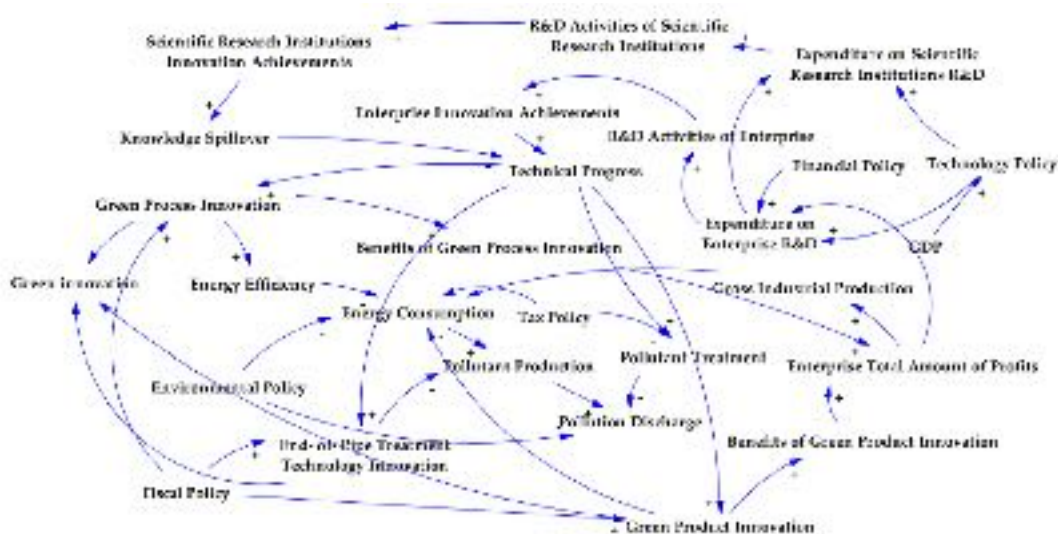 R&D Activities of Scientific
Research Institutions
Scientific Research Institutions
Innovation Achievements
Expenditure on Scientific
Research Institutions R&D
Enterprise Innovation Achievements
R&D Activities of Enterprise
Knowledge Spillover
Technical Progress
Financial Policy
Technology Policy
Green Process Innovation
Expenditure on
Enterprise R&D
GDP
Benefits of Green Process Innovation
Green innovation
Energy Efficiency
Gross Industrial Production
Energy Consumption
Tax Policy
Pollutant Production
Pollutant Treatment
Enterprise Total Amount of Profits
Environmental Policy
Pollution Discharge
End-of-Pipe Treatment
Technology Innovation
Benefits of Green Product Innovation
Fiscal Policy
Green Product Innovation